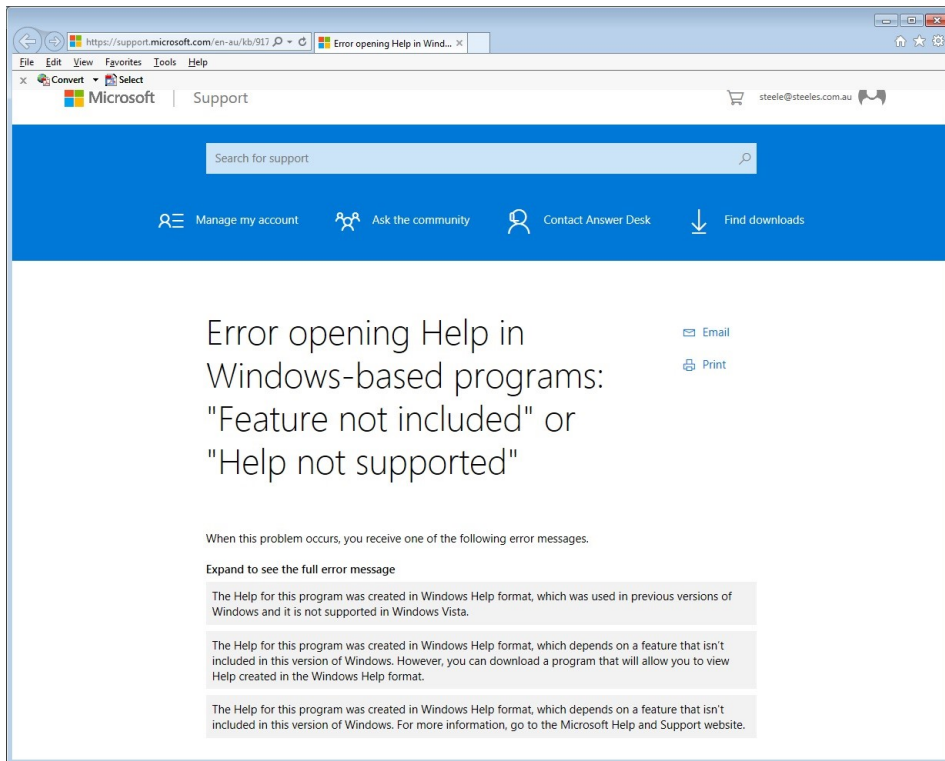 https://support.microsoft.com/en-au/kb/917
Error opening Help in Wind...
File Edit View Favorites Tools Help
x Convert Select
Microsoft | Support
steele@steeles.com.au
Search for support
Manage my account
Ask the community
Contact Answer Desk
Find downloads
Error opening Help in
Windows-based programs:
"Feature not included" or
"Help not supported"
Email
Print
When this problem occurs, you receive one of the following error messages.
Expand to see the full error message
The Help for this program was created in Windows Help format, which was used in previous versions of
Windows and it is not supported in Windows Vista.
The Help for this program was created in Windows Help format, which depends on a feature that isn't
included in this version of Windows. However, you can download a program that will allow you to view
Help created in the Windows Help format.
The Help for this program was created in Windows Help format, which depends on a feature that isn't
included in this version of Windows. For more information, go to the Microsoft Help and Support website.